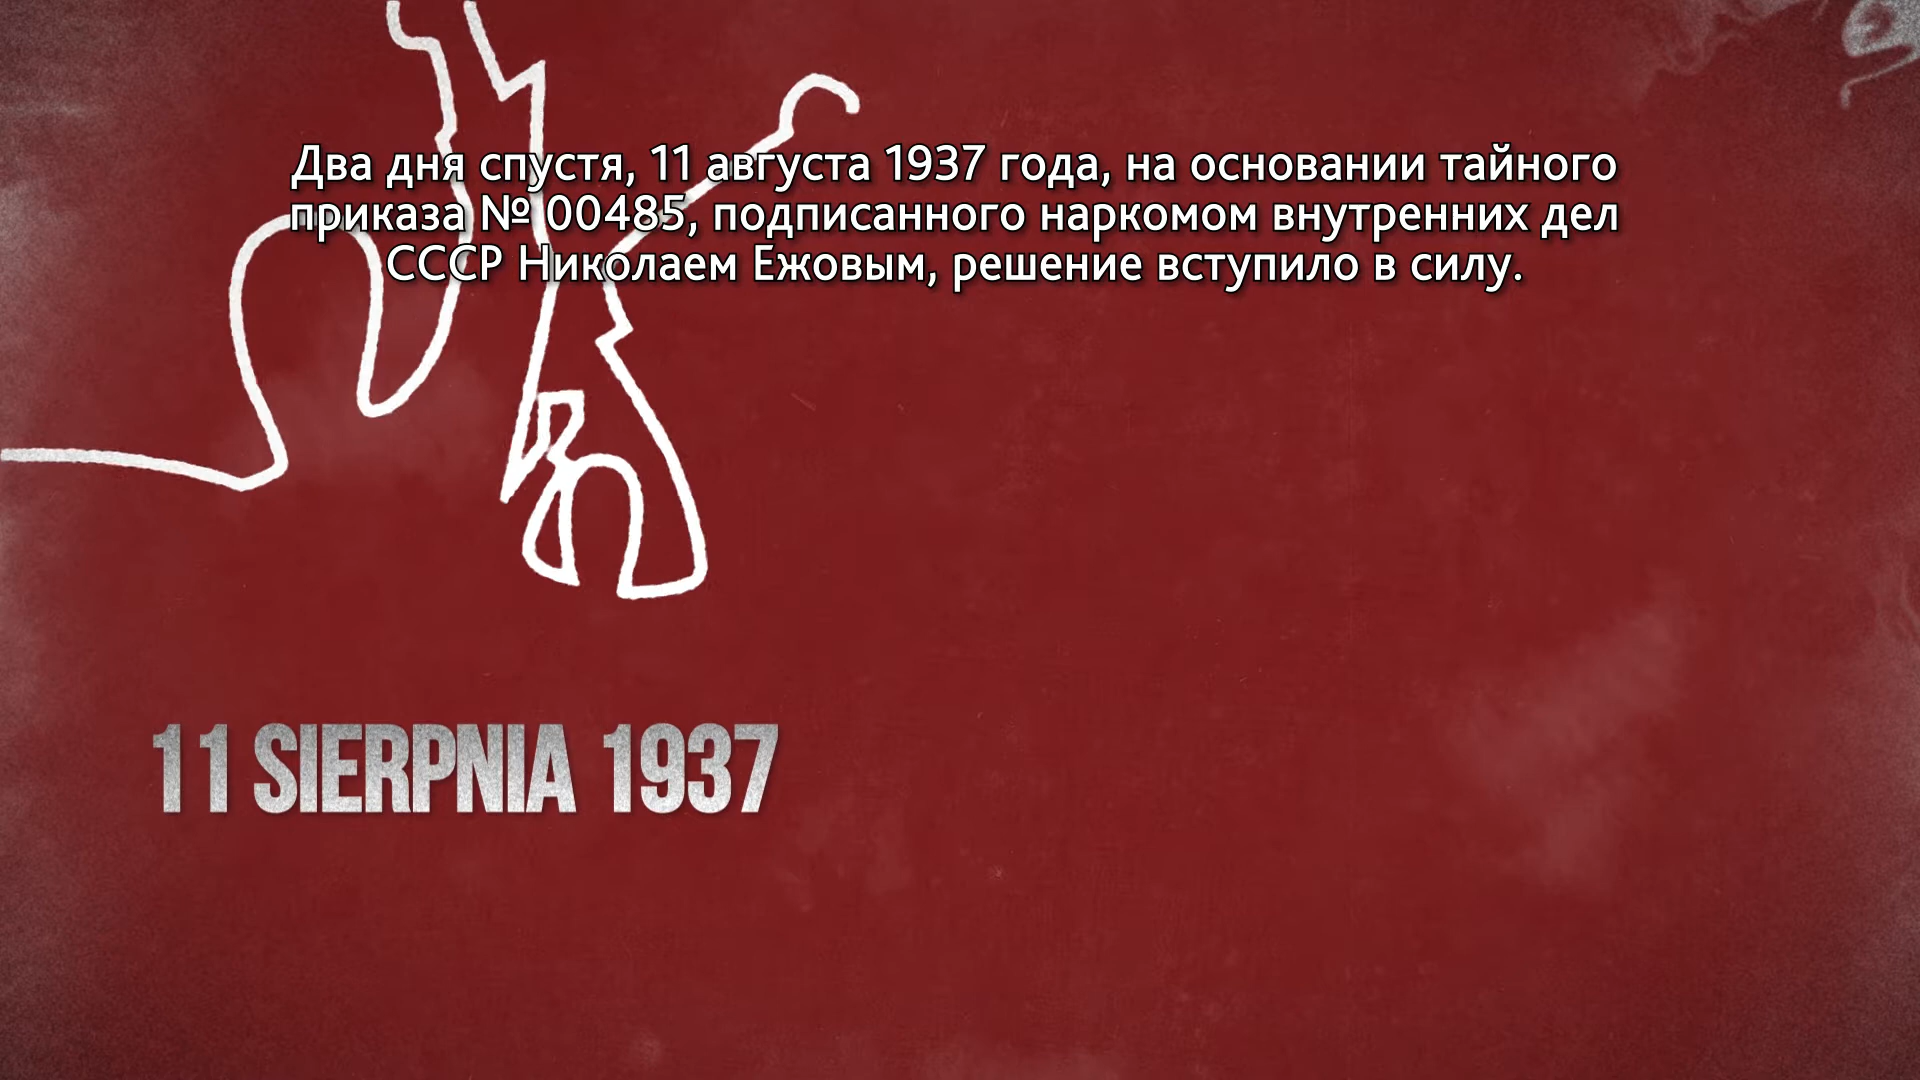 Два дня спустя, 11 августа 1937 года, на основании тайного
приказа № 00485, подписанного наркомом внутренних дел
СССР Николаем Ежовым, решение вступило в силу.
11 SIERPNIA 1937